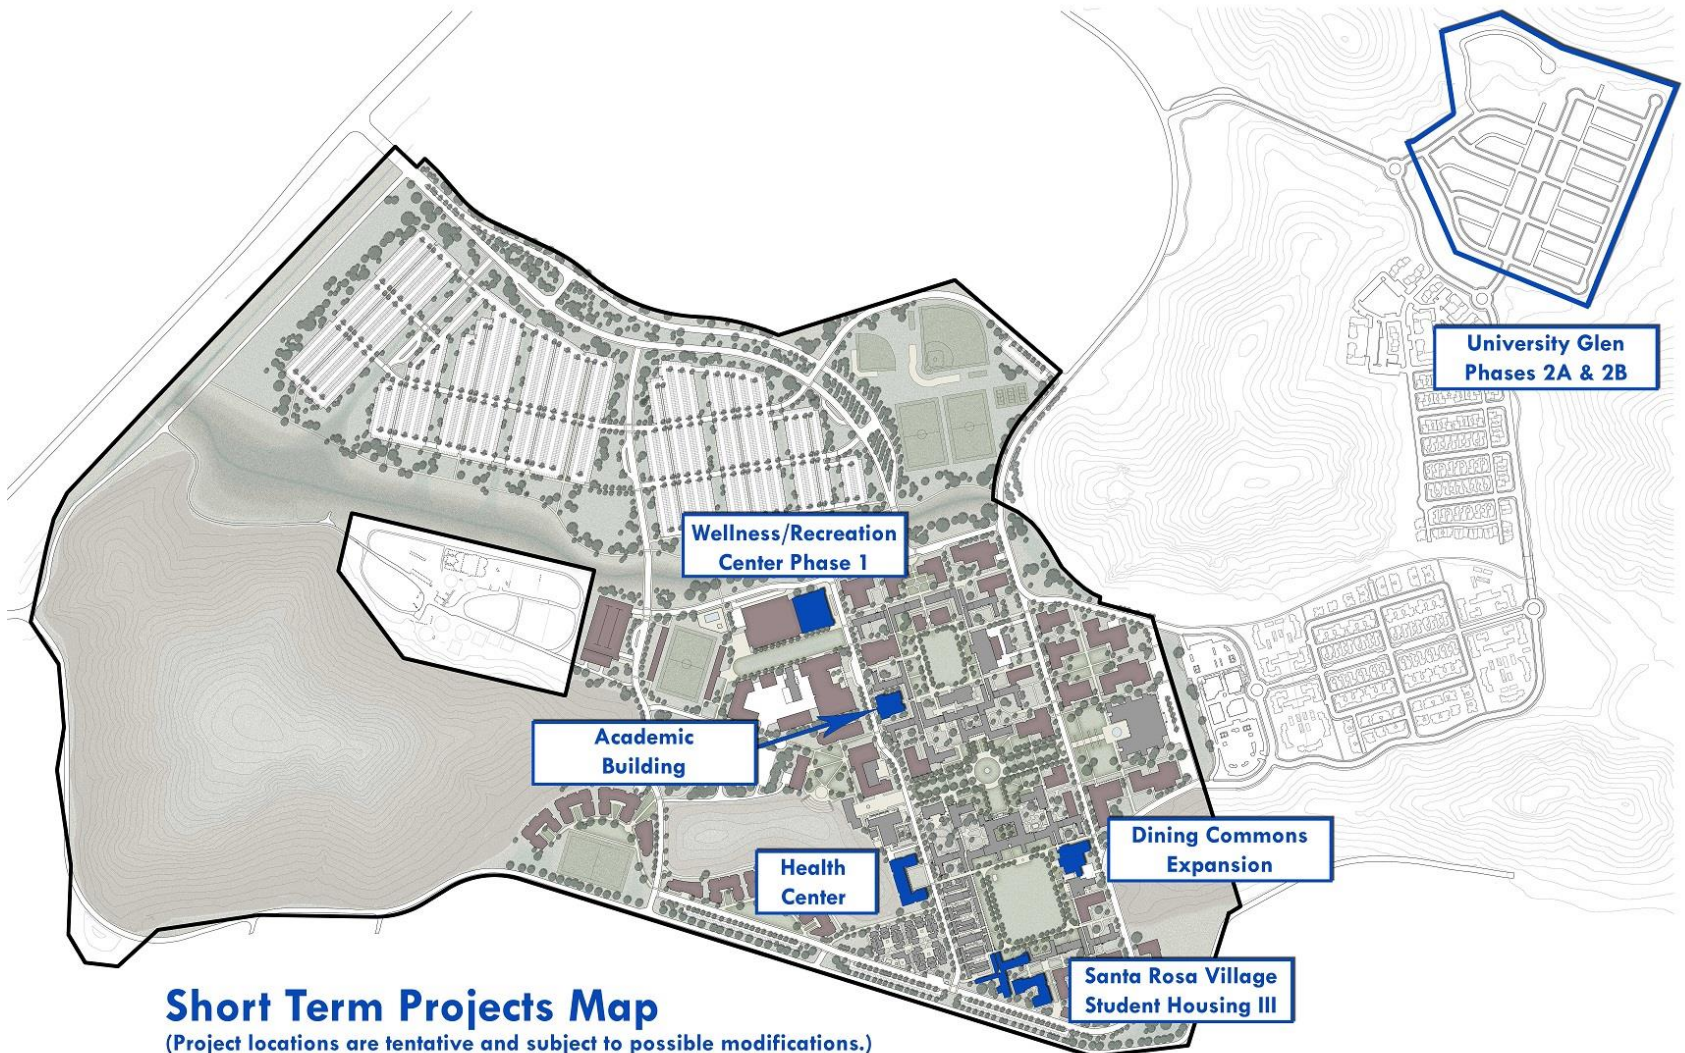 University Glen
Phases 2A & 2B
Wellness/Recreation
Center Phase 1
Academic
Building
Dining Commons
Expansion
Health
Center
Santa Rosa Village
Student Housing III
Short Term Projects Map
(Project locations are tentative and subject to possible modifications.)